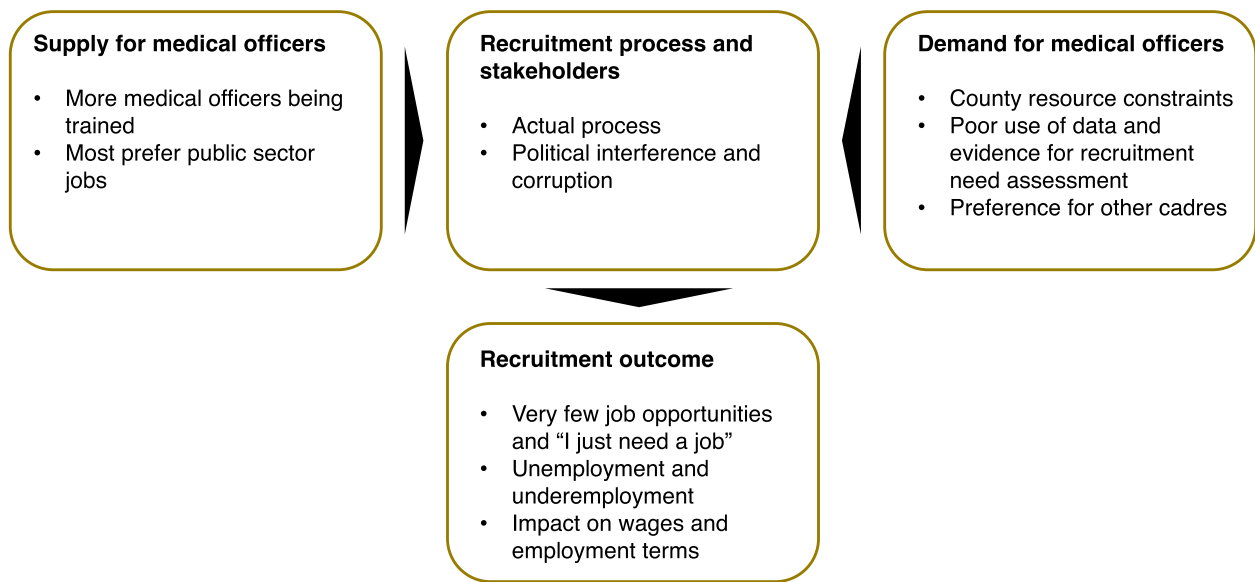 Supply for medical officers
• More medical officers being
trained
• Most prefer public sector
jobs
Recruitment process and
stakeholders
• Actual process
• Political interference and
corruption
Demand for medical officers
• County resource constraints
• Poor use of data and
evidence for recruitment
need assessment
• Preference for other cadres
Recruitment outcome
• Very few job opportunities
and “I just need a job”
• Unemployment and
underemployment
• Impact on wages and
employment terms